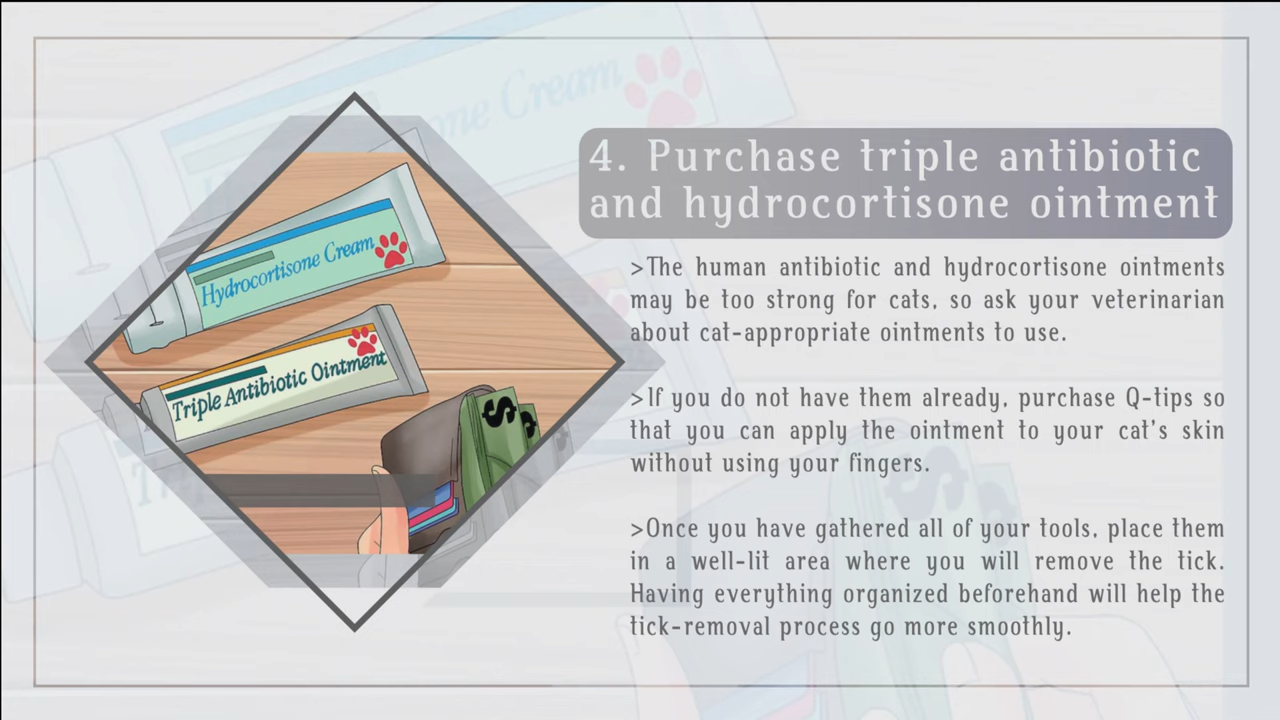 4. Purchase triple antibiotic
and hydrocortisone ointment
>The human antibiotic and hydrocortisone ointments
may be too strong for cats, so ask your veterinarian
about cat-appropriate ointments to use.
>If you do not have them already, purchase Q-tips so
that you can apply the ointment to your cat's skin
without using your fingers.
>Once you have gathered all of your tools, place them
in a well-lit area where you will remove the tick.
Having everything organized beforehand will help the
tick-removal process go more smoothly.
Hydrocortisone Cream
Triple Antibiotic Ointment
$
$
one Cream